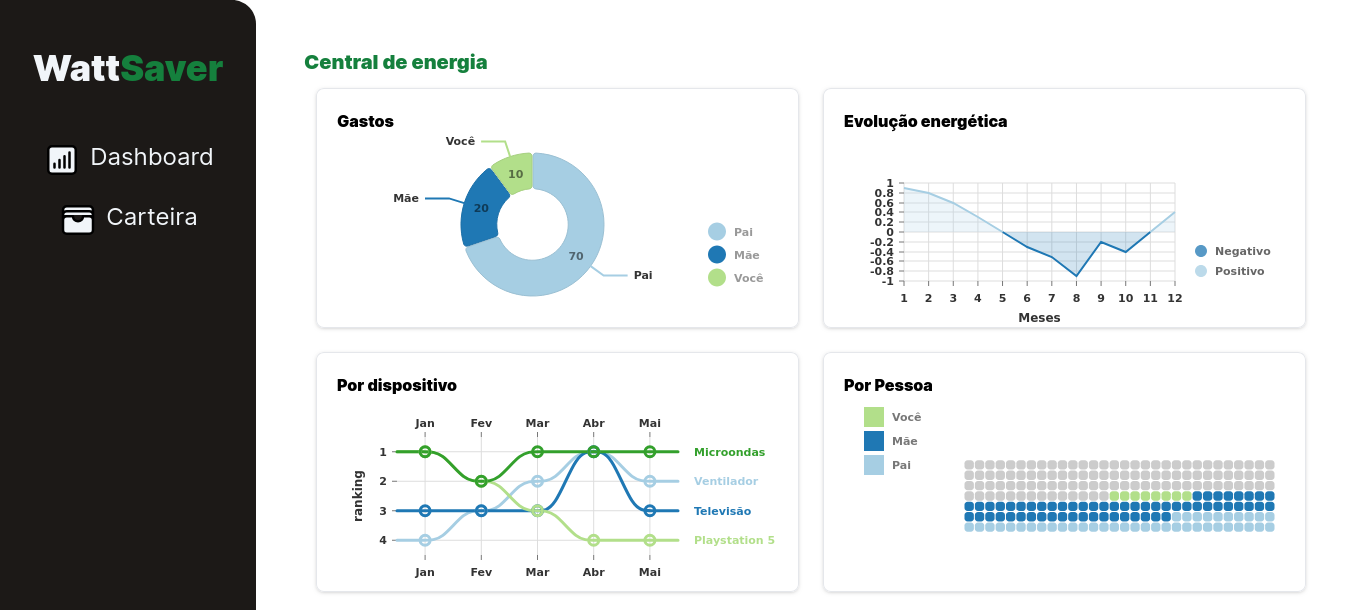 WattSaver
Dashboard
Carteira
Central de energia
Gastos
Você
10
Mãe
20
70
Pai
Pai
Mãe
Você
Evolução energética
1
0.8
0.6
0.4
0.2
0
-0.2
-0.4
-0.6
-0.8
-1
1 2 3 4 5 6 7 8 9 10 11 12
Meses
Negativo
Positivo
Por dispositivo
Jan Fev Mar Abr Mai
ranking
1
2
3
4
Microondas
Ventilador
Televisão
Playstation 5
Jan Fev Mar Abr Mai
Por Pessoa
Você
Mãe
Pai